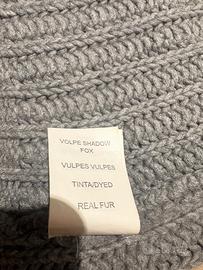 VOLPE SHADOW
FOX
VULPES VULPES
TINTA/DYED
REAL FUR